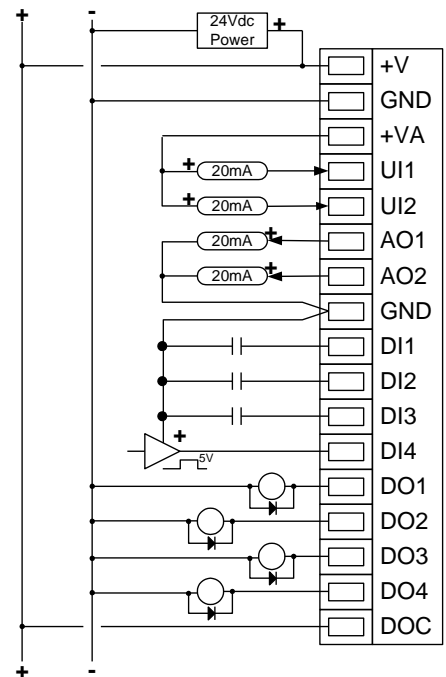 + -
24Vdc
Power
+
+V
GND
+VA
+ 20mA UI1
+ 20mA UI2
20mA + AO1
20mA + AO2
GND
DI1
DI2
DI3
+
5V
DI4
DO1
DO2
DO3
DO4
DOC
+ -